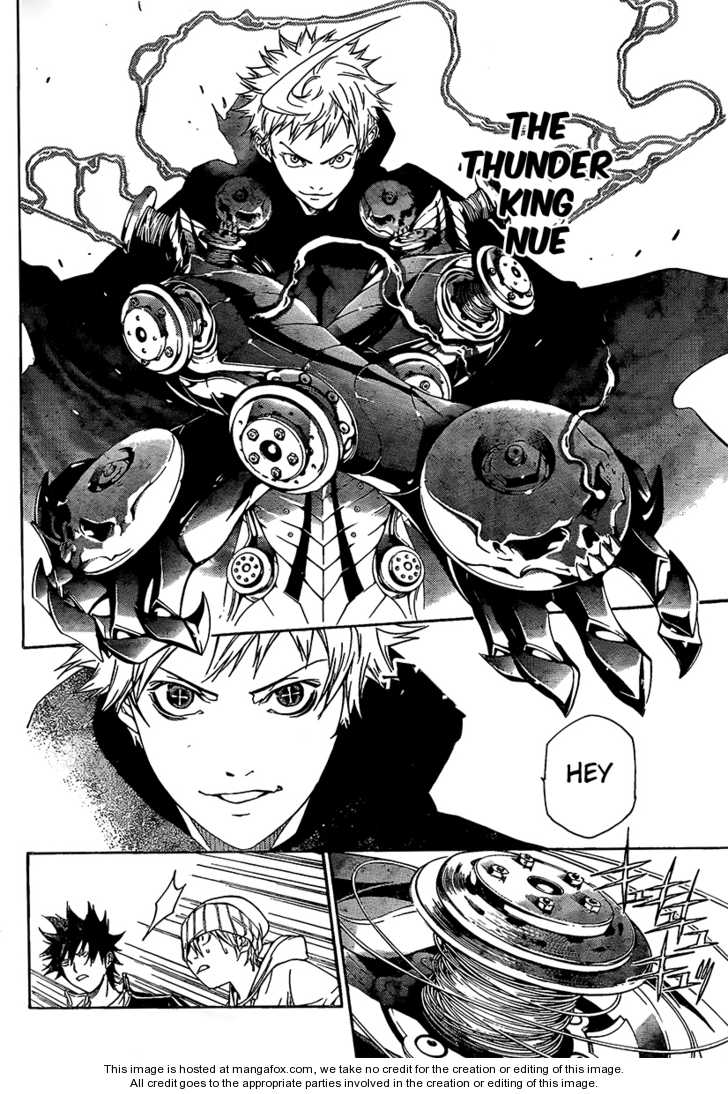 THE
THUNDER
KING
NUE
HEY
This image is hosted at mangafox.com, we take no credit for the creation or editing of this image.
All credit goes to the appropriate parties involved in the creation or editing of this image.